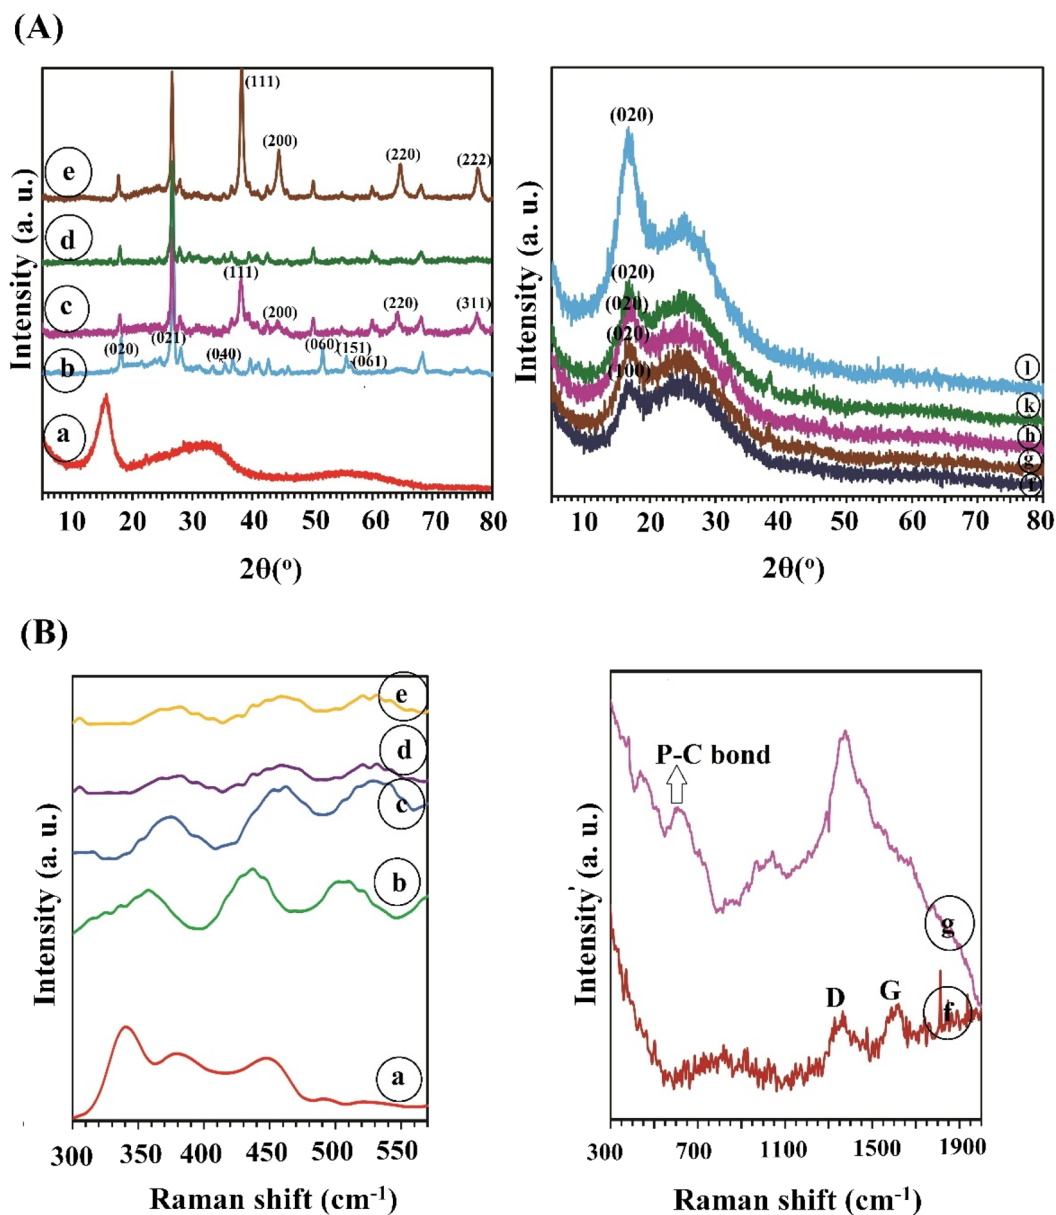 (A)
(111)
(200)
(220)
(222)
e
d
(111)
(200)
(220)
(311)
c
(020)
(021)
(040)
(060)
(151)
(061)
b
a
Intensity (a. u.)
10 20 30 40 50 60 70 80
2θ(º)
(020)
(020)
(020)
(020)
(100)
l
k
h
g
f
Intensity (a. u.)
10 20 30 40 50 60 70 80
2θ(º)
(B)
e
d
c
b
a
Intensity (a. u.)
300 350 400 450 500 550
Raman shift (cm⁻¹)
P-C bond
g
D
G
f
Intensity (a. u.)
300 700 1100 1500 1900
Raman shift (cm⁻¹)